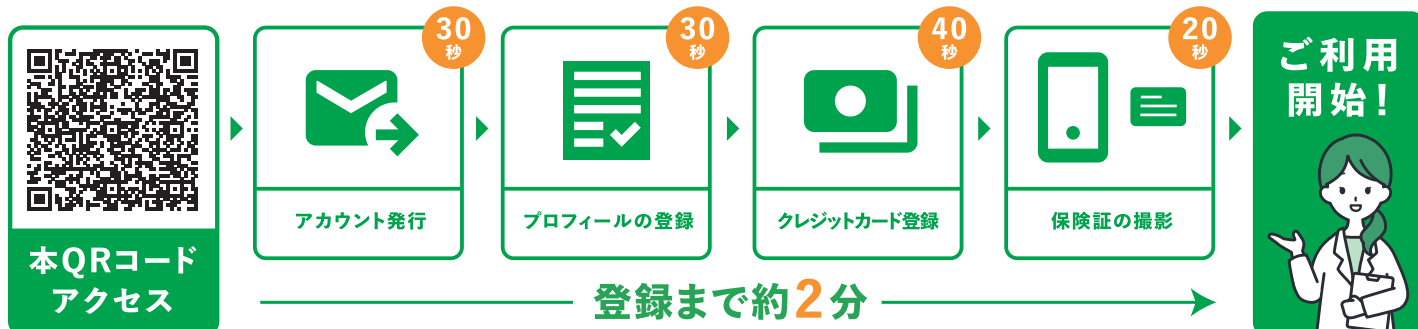 本QRコード
アクセス
30
秒
アカウント発行
30
秒
プロフィールの登録
40
秒
クレジットカード登録
20
秒
保険証の撮影
ご利用
開始！
登録まで約2分